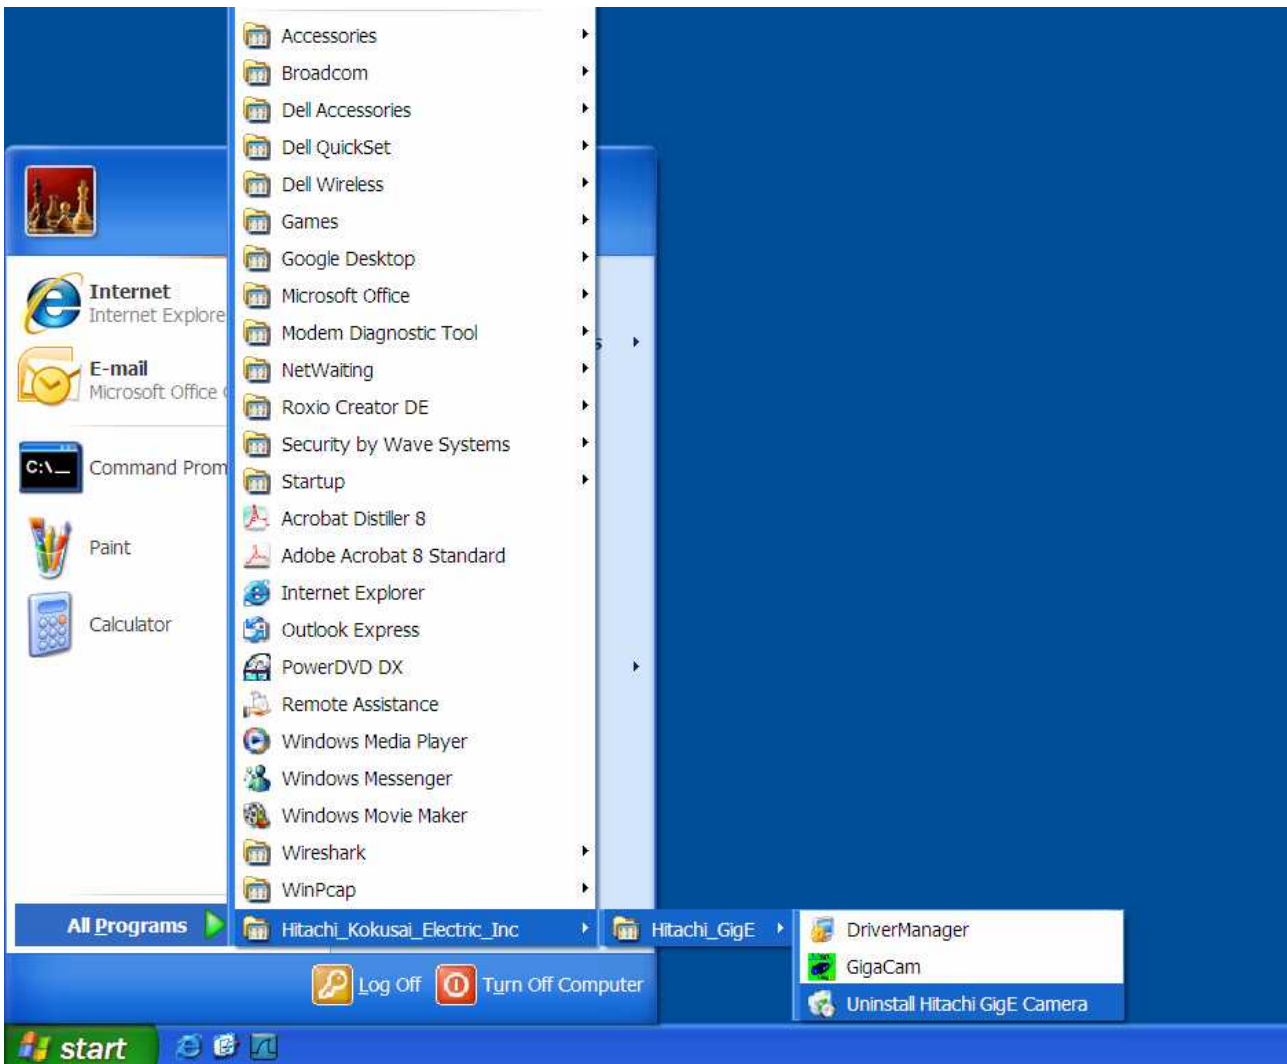 Accessories
Broadcom
Dell Accessories
Dell QuickSet
Dell Wireless
Games
Google Desktop
Microsoft Office
Modem Diagnostic Tool
NetWaiting
Roxio Creator DE
Security by Wave Systems
Startup
Acrobat Distiller 8
Adobe Acrobat 8 Standard
Internet Explorer
Outlook Express
PowerDVD DX
Remote Assistance
Windows Media Player
Windows Messenger
Windows Movie Maker
Wireshark
WinPcap
Hitachi_Kokusai_Electric_Inc
Hitachi_GigE
DriverManager
GigaCam
Uninstall Hitachi GigE Camera
Internet
Internet Explore
E-mail
Microsoft Office
C:\_
Command Prom
Paint
Calculator
All Programs
Log Off
Turn Off Computer
start